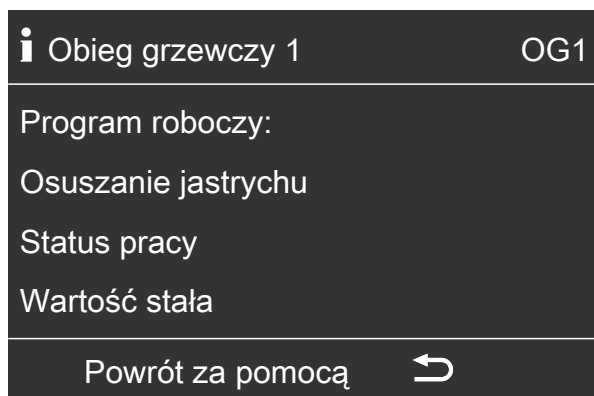 i Obieg grzewczy 1 OG1
Program roboczy:
Osuszanie jastrychu
Status pracy
Wartość stała
Powrót za pomocą